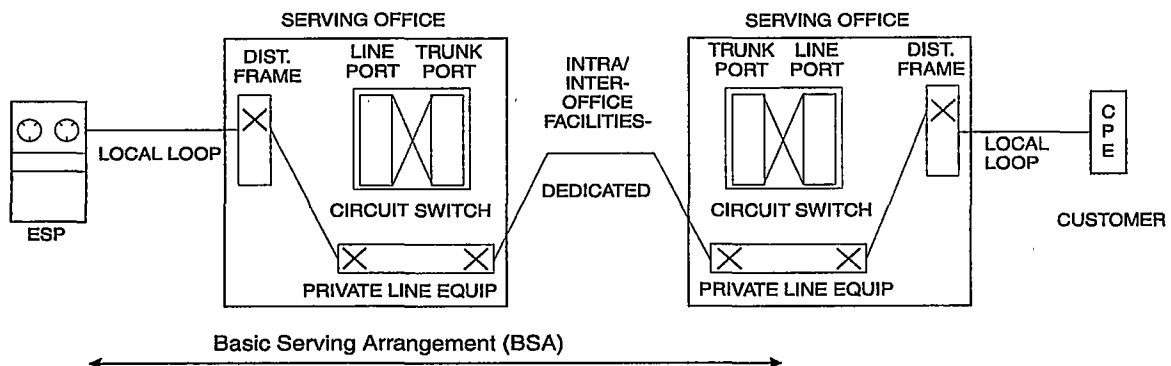 SERVING OFFICE
DIST.
FRAME
LINE
PORT
TRUNK
PORT
CIRCUIT SWITCH
PRIVATE LINE EQUIP
ESP
LOCAL LOOP
INTRA/
INTER-
OFFICE
FACILITIES-
DEDICATED
SERVING OFFICE
TRUNK
PORT
LINE
PORT
DIST.
FRAME
CIRCUIT SWITCH
PRIVATE LINE EQUIP
LOCAL
LOOP
C
P
E
CUSTOMER
Basic Serving Arrangement (BSA)